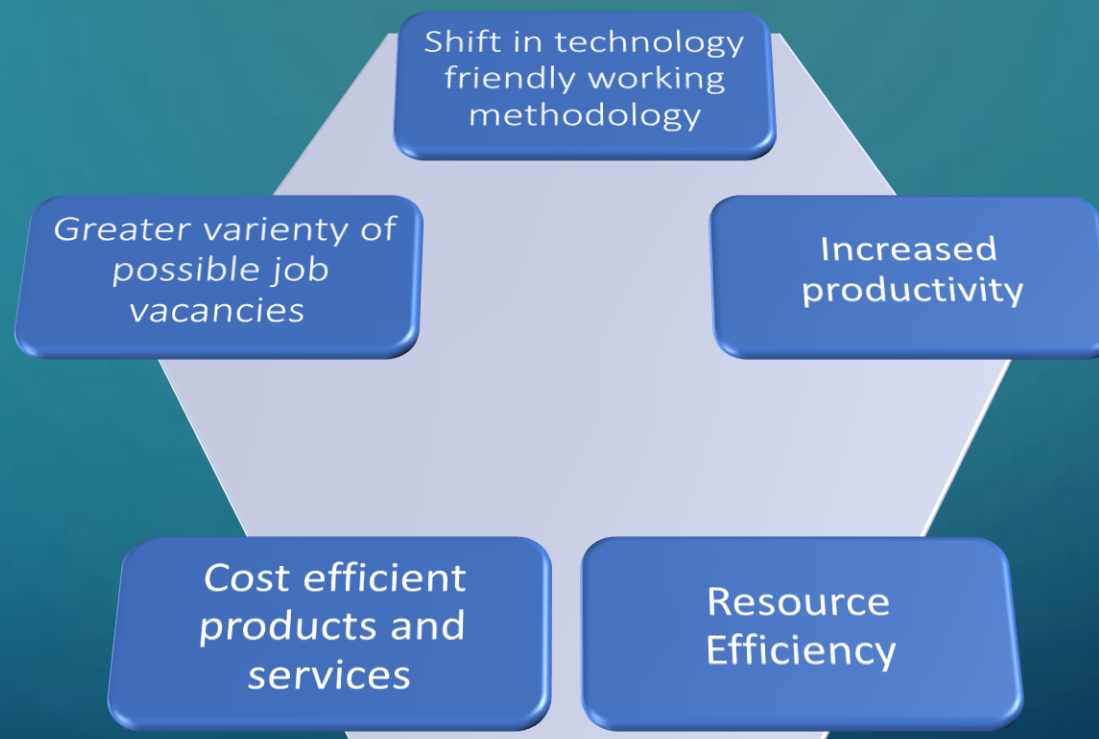 Shift in technology
friendly working
methodology
Greater varienty of
possible job
vacancies
Increased
productivity
Cost efficient
products and
services
Resource
Efficiency